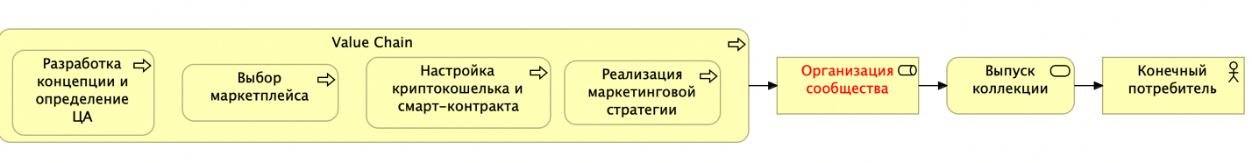 Value Chain
Разработка
концепции и
определение
ЦА
Выбор
маркетплейса
Настройка
криптокошелька и
смарт-контракта
Реализация
маркетинговой
стратегии
Организация
сообщества
Выпуск
коллекции
Конечный
потребитель